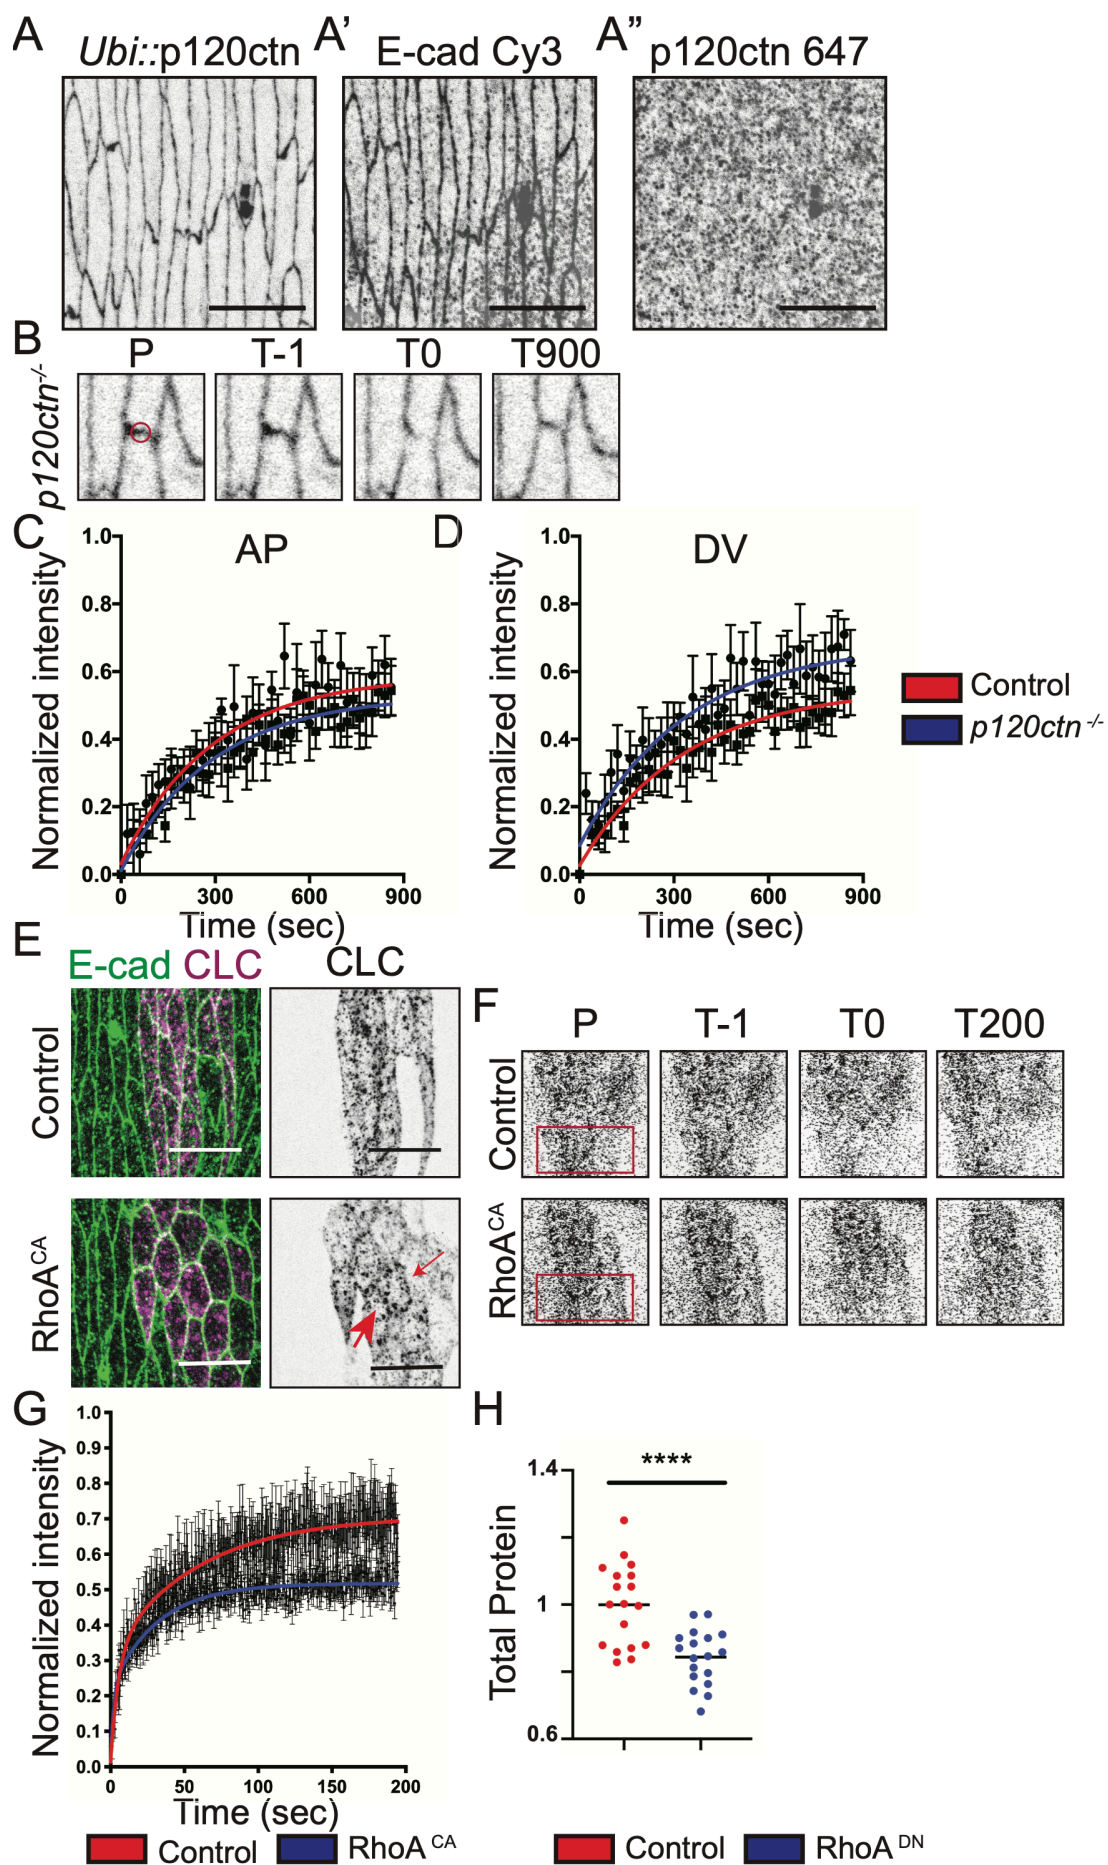 A A' A"
Ubi::p120ctn E-cad Cy3 p120ctn 647
B P T-1 T0 T900
p120ctn-/-
C AP D DV
Normalized intensity
1.0
0.8
0.6
0.4
0.2
0.0
0 300 600 900
Time (sec)
Normalized intensity
1.0
0.8
0.6
0.4
0.2
0.0
0 300 600 900
Time (sec)
Control
p120ctn -/-
E
E-cad CLC CLC
Control
RhoACA
F
P T-1 T0 T200
Control
RhoACA
G
Normalized intensity
1.0
0.9
0.8
0.7
0.6
0.5
0.4
0.3
0.2
0.1
0.0
0 50 100 150 200
Time (sec)
Control RhoA CA
H
****
Total Protein
1.4
1
0.6
Control RhoA DN